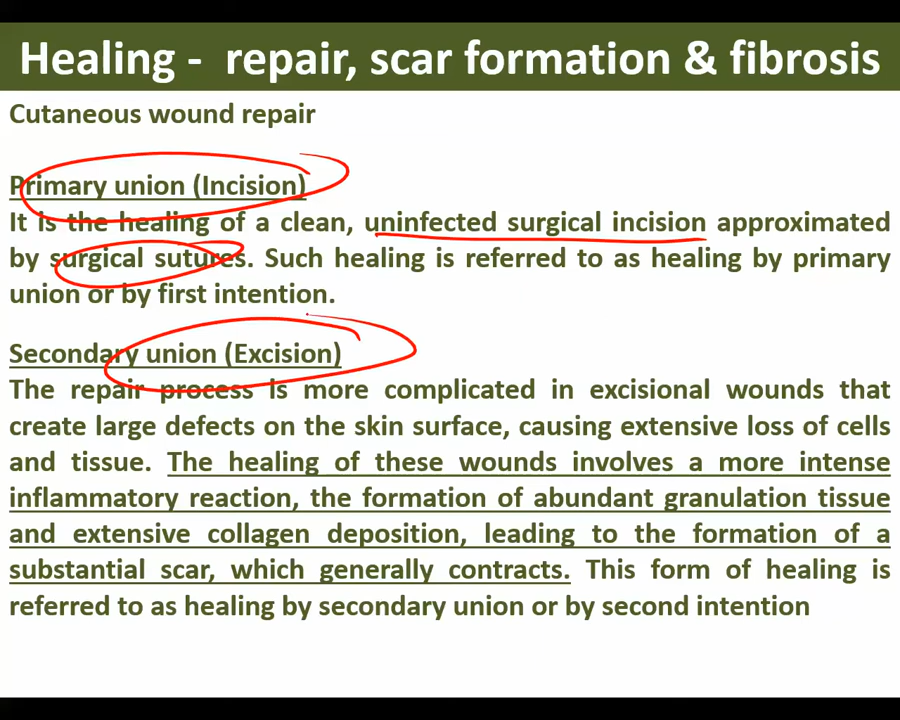 Healing - repair, scar formation & fibrosis
Cutaneous wound repair
Primary union (Incision)
It is the healing of a clean, uninfected surgical incision approximated
by surgical sutures. Such healing is referred to as healing by primary
union or by first intention.
Secondary union (Excision)
The repair process is more complicated in excisional wounds that
create large defects on the skin surface, causing extensive loss of cells
and tissue. The healing of these wounds involves a more intense
inflammatory reaction, the formation of abundant granulation tissue
and extensive collagen deposition, leading to the formation of a
substantial scar, which generally contracts. This form of healing is
referred to as healing by secondary union or by second intention